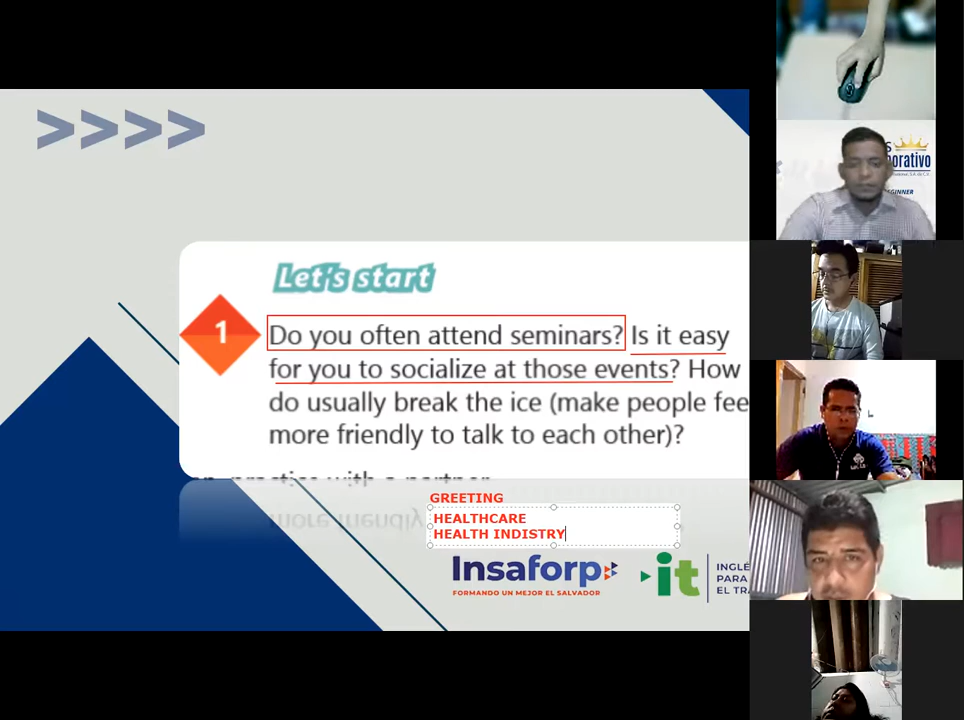 >>>>
Let's start
1
Do you often attend seminars? Is it easy
for you to socialize at those events? How
do usually break the ice (make people fee
more friendly to talk to each other)?
GREETING
HEALTHCARE
HEALTH INDISTRY
Insaforp
FORMANDO UN MEJOR EL SALVADOR
it
INGLÉ
PARA
EL TRA
orativo